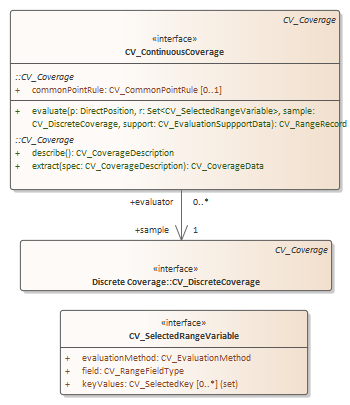 CV_Coverage
«interface»
CV_ContinuousCoverage
::CV_Coverage
+ commonPointRule: CV_CommonPointRule [0..1]
+ evaluate(p: DirectPosition, r: Set<CV_SelectedRangeVariable>, sample:
CV_DiscreteCoverage, support: CV_EvaluationSuppportData): CV_RangeRecord
::CV_Coverage
+ describe(): CV_CoverageDescription
+ extract(spec: CV_CoverageDescription): CV_CoverageData
+evaluator 0..*
+sample 1
CV_Coverage
«interface»
Discrete Coverage::CV_DiscreteCoverage
«interface»
CV_SelectedRangeVariable
+ evaluationMethod: CV_EvaluationMethod
+ field: CV_RangeFieldType
+ keyValues: CV_SelectedKey [0..*] {set}